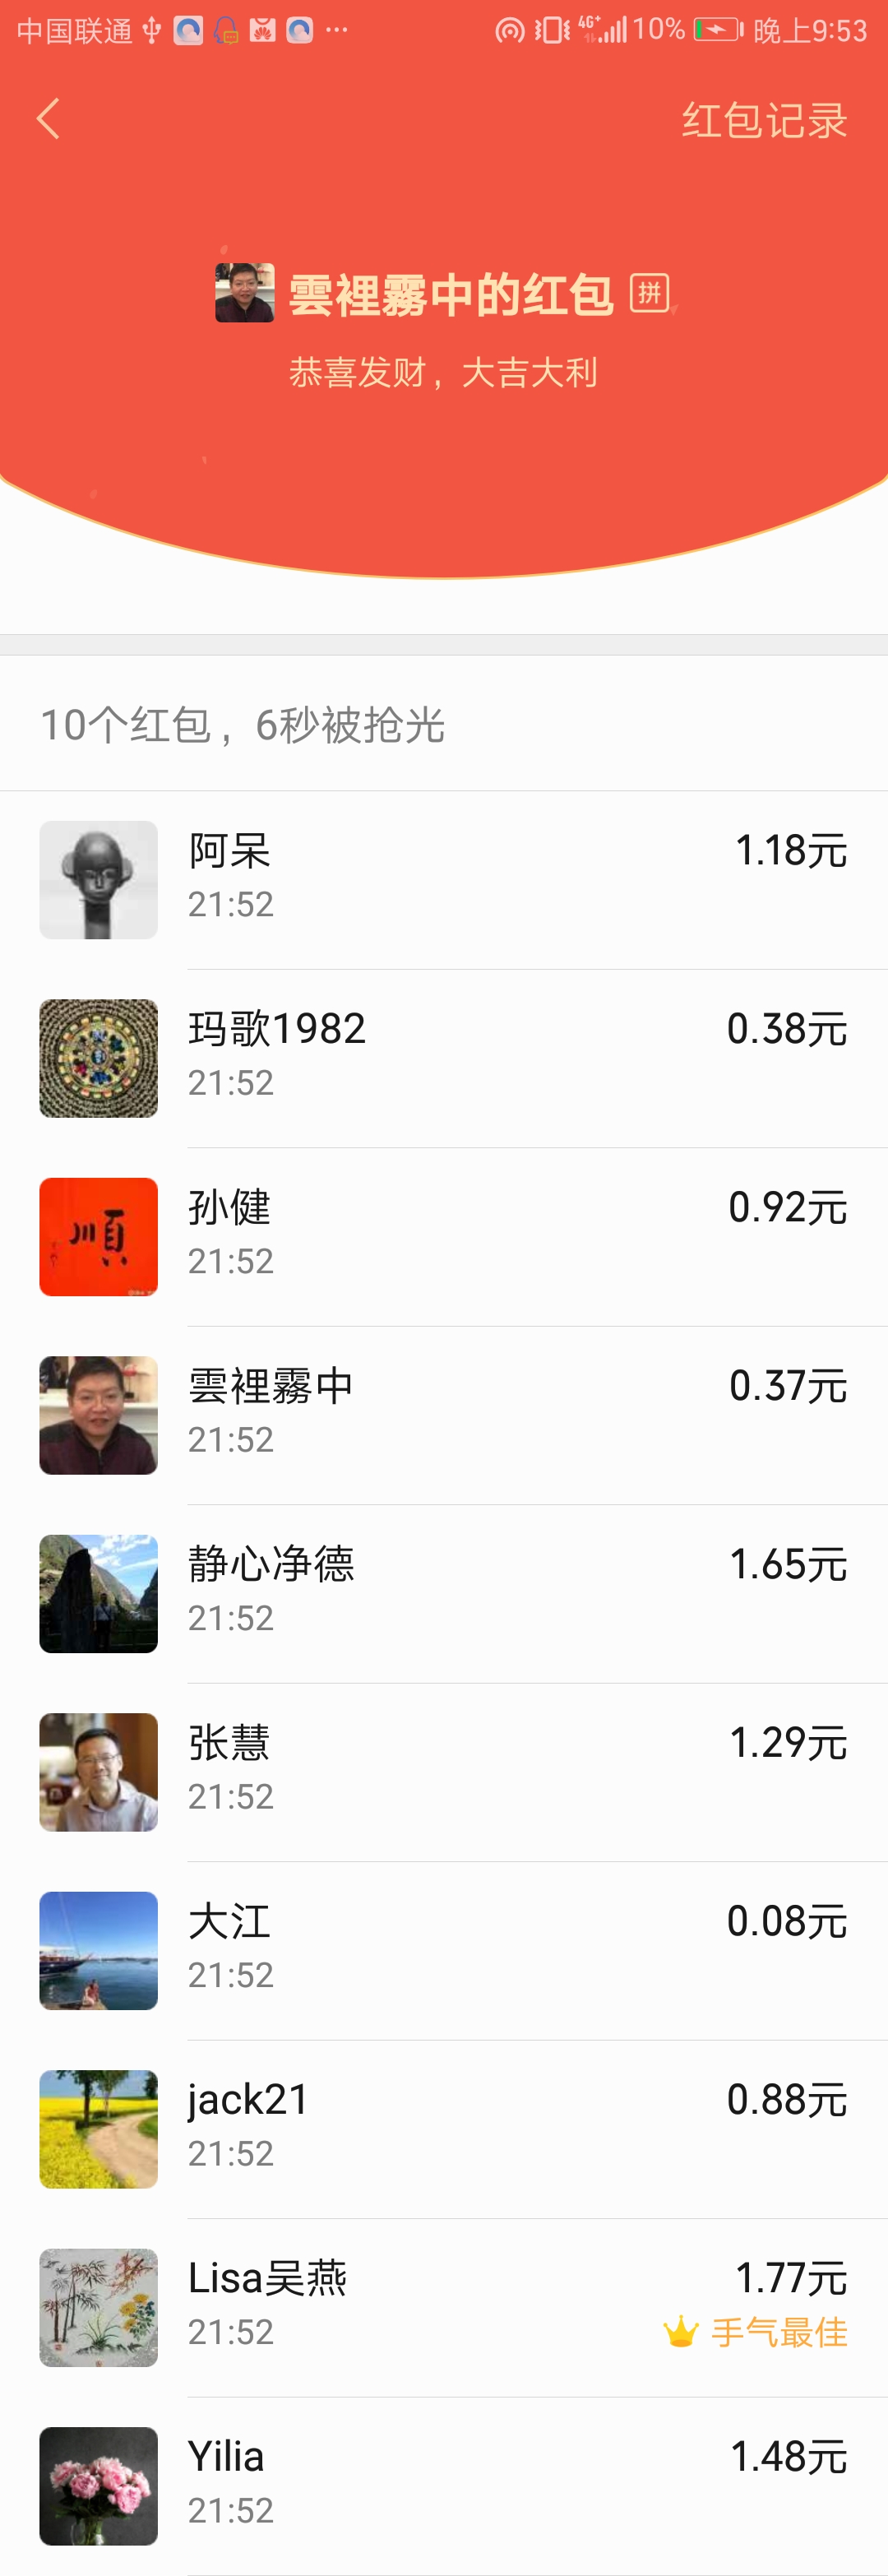 中国联通 4G+ 10% 晚上9:53
红包记录
雲裡霧中的红包 拼
恭喜发财，大吉大利
10个红包，6秒被抢光
阿呆 1.18元
21:52
玛歌1982 0.38元
21:52
順
孙健 0.92元
21:52
雲裡霧中 0.37元
21:52
静心净德 1.65元
21:52
张慧 1.29元
21:52
大江 0.08元
21:52
jack21 0.88元
21:52
Lisa吴燕 1.77元
21:52 手气最佳
Yilia 1.48元
21:52